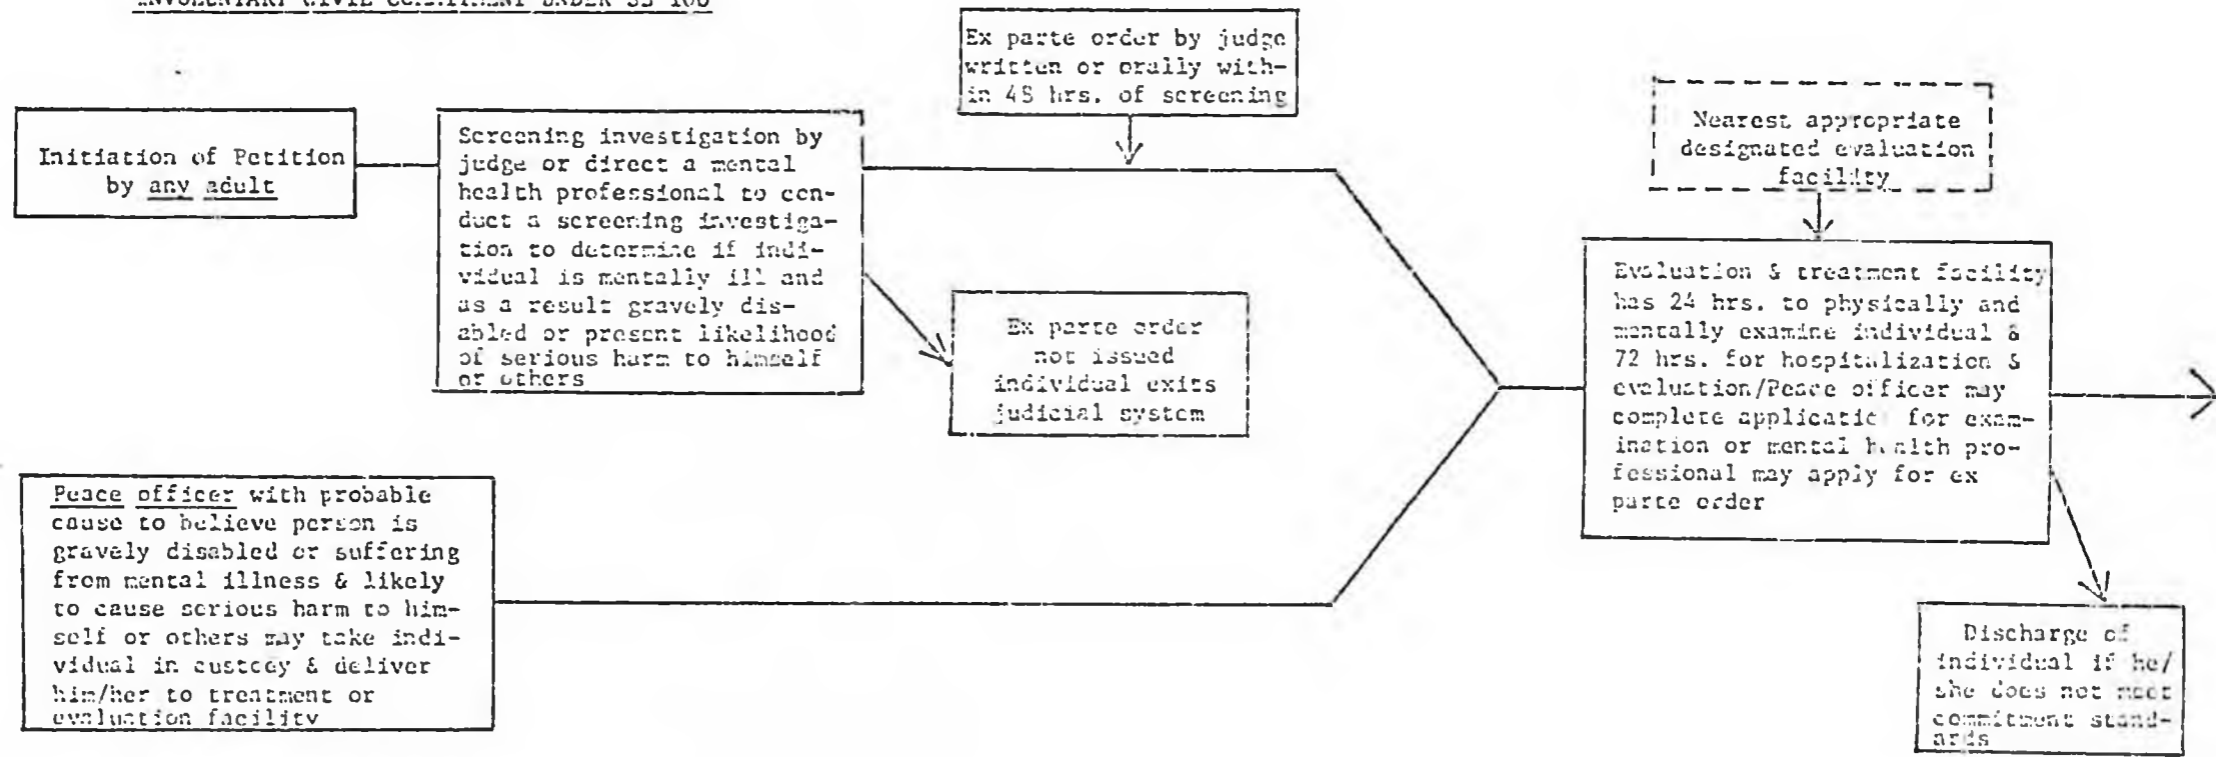 INVOLUNTARY CIVIL COMMITMENT UNDER SB 100
Initiation of Petition
by any adult
Screening investigation by
judge or direct a mental
health professional to con-
duct a screening investiga-
tion to determine if indi-
vidual is mentally ill and
as a result gravely dis-
abled or present likelihood
of serious harm to himself
or others
Ex parte order by judge
written or orally with-
in 48 hrs. of screening
Ex parte order
not issued
individual exits
judicial system
Peace officer with probable
cause to believe person is
gravely disabled or suffering
from mental illness & likely
to cause serious harm to him-
self or others may take indi-
vidual in custody & deliver
him/her to treatment or
evaluation facility
Nearest appropriate
designated evaluation
facility
Evaluation & treatment facility
has 24 hrs. to physically and
mentally examine individual &
72 hrs. for hospitalization &
evaluation/Peace officer may
complete application for exam-
ination or mental health pro-
fessional may apply for ex
parte order
Discharge of
individual if he/
she does not meet
commitment stand-
ards